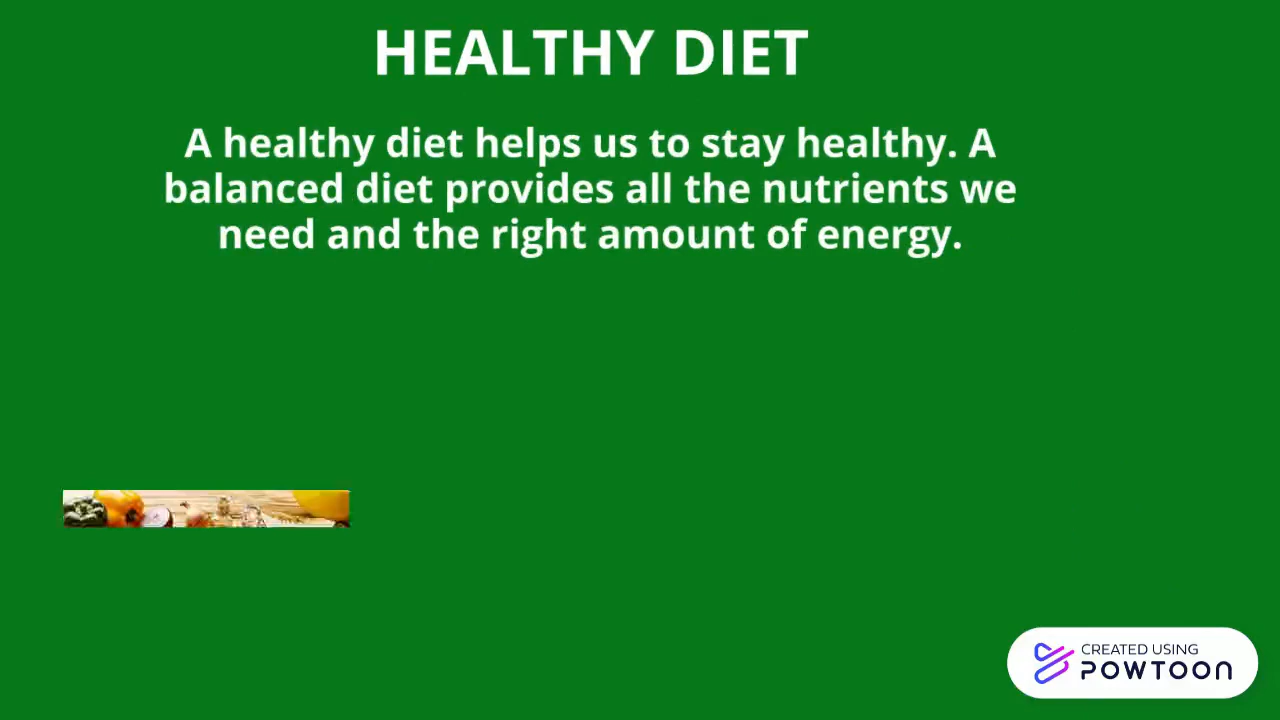 HEALTHY DIET
A healthy diet helps us to stay healthy. A
balanced diet provides all the nutrients we
need and the right amount of energy.
CREATED USING
POWTOON